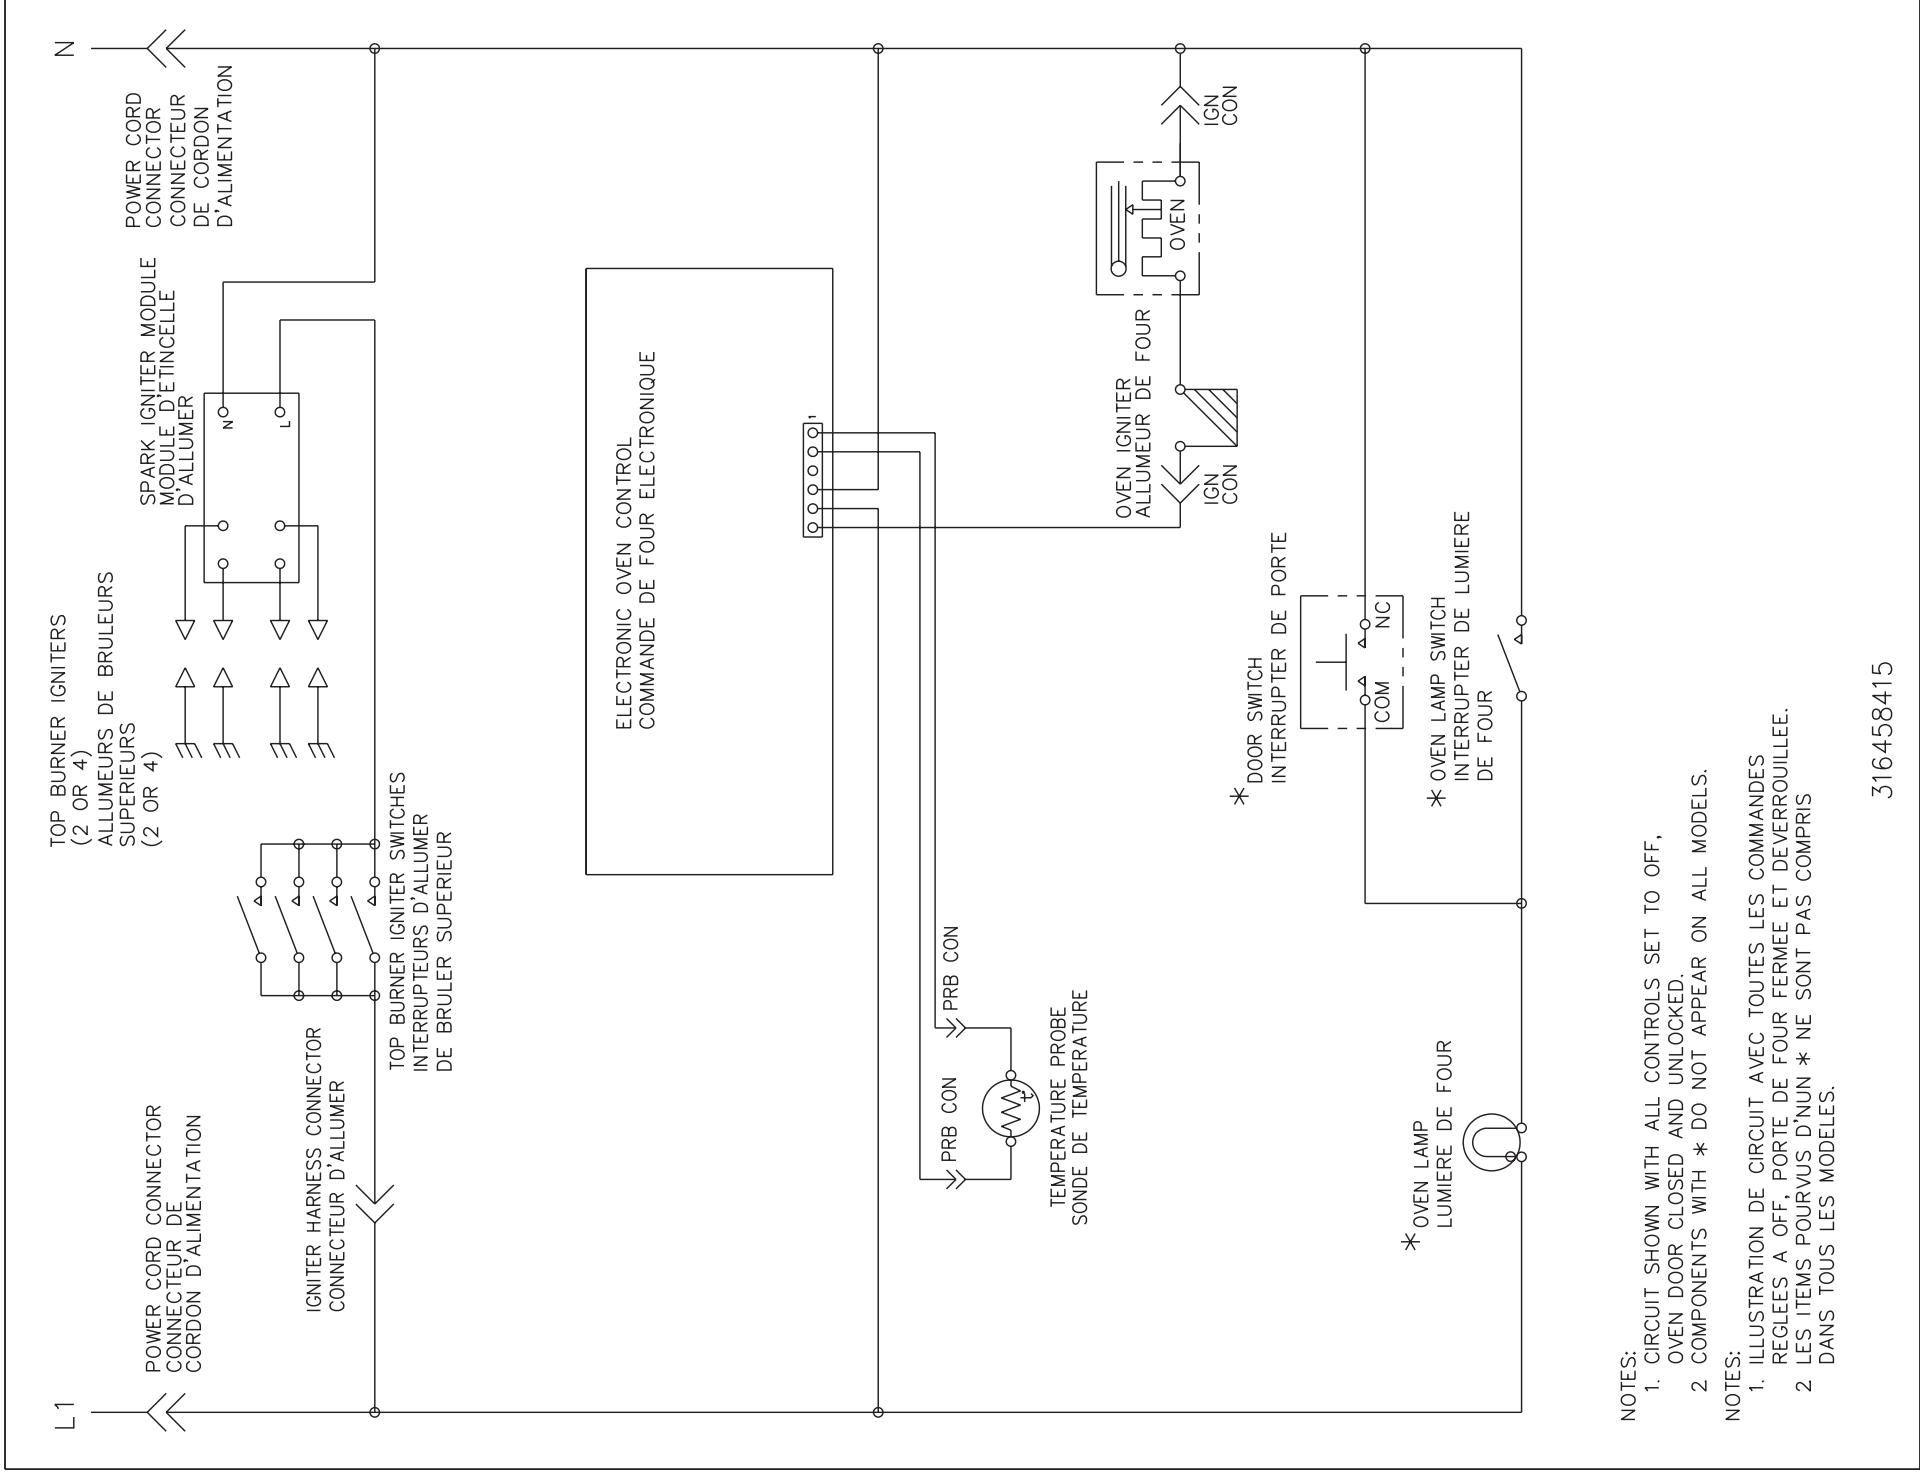 L1
N
POWER CORD CONNECTOR
CONNECTEUR DE
CORDON D'ALIMENTATION
IGNITER HARNESS CONNECTOR
CONNECTEUR D'ALLUMER
TOP BURNER IGNITERS
(2 OR 4)
ALLUMEURS DE BRULEURS
SUPERIEURS
(2 OR 4)
TOP BURNER IGNITER SWITCHES
INTERRUPTEURS D'ALLUMER
DE BRULER SUPERIEUR
SPARK IGNITER MODULE
MODULE D'ETINCELLE
D'ALLUMER
N
L
POWER CORD
CONNECTOR
CONNECTEUR
DE CORDON
D'ALIMENTATION
ELECTRONIC OVEN CONTROL
COMMANDE DE FOUR ELECTRONIQUE
1
PRB CON
PRB CON
t
TEMPERATURE PROBE
SONDE DE TEMPERATURE
OVEN IGNITER
ALLUMEUR DE FOUR
IGN
CON
OVEN
IGN
CON
* DOOR SWITCH
INTERRUPTER DE PORTE
COM
NC
* OVEN LAMP SWITCH
INTERRUPTER DE LUMIERE
DE FOUR
* OVEN LAMP
LUMIERE DE FOUR
NOTES:
1. CIRCUIT SHOWN WITH ALL CONTROLS SET TO OFF,
OVEN DOOR CLOSED AND UNLOCKED.
2 COMPONENTS WITH * DO NOT APPEAR ON ALL MODELS.
NOTES:
1. ILLUSTRATION DE CIRCUIT AVEC TOUTES LES COMMANDES
REGLEES A OFF, PORTE DE FOUR FERMEE ET DEVERROUILLEE.
2 LES ITEMS POURVUS D'NUN * NE SONT PAS COMPRIS
DANS TOUS LES MODELES.
316458415